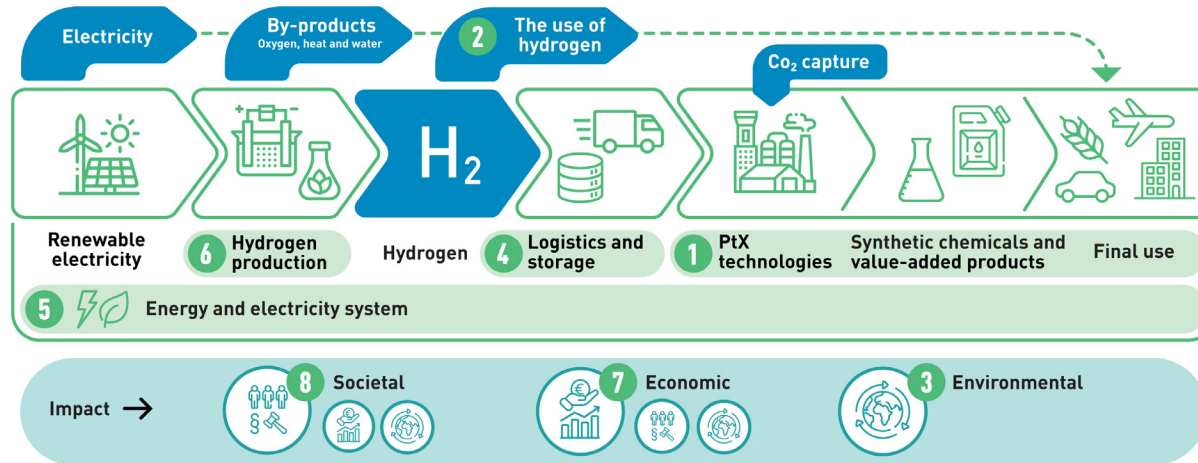 Electricity
By-products
Oxygen, heat and water
2
The use of
hydrogen
Co₂ capture
H₂
Renewable
electricity
6
Hydrogen
production
Hydrogen
4
Logistics and
storage
1
PtX
technologies
Synthetic chemicals and
value-added products
Final use
5
Energy and electricity system
Impact →
8
Societal
§
€
7
Economic
€
§
3
Environmental